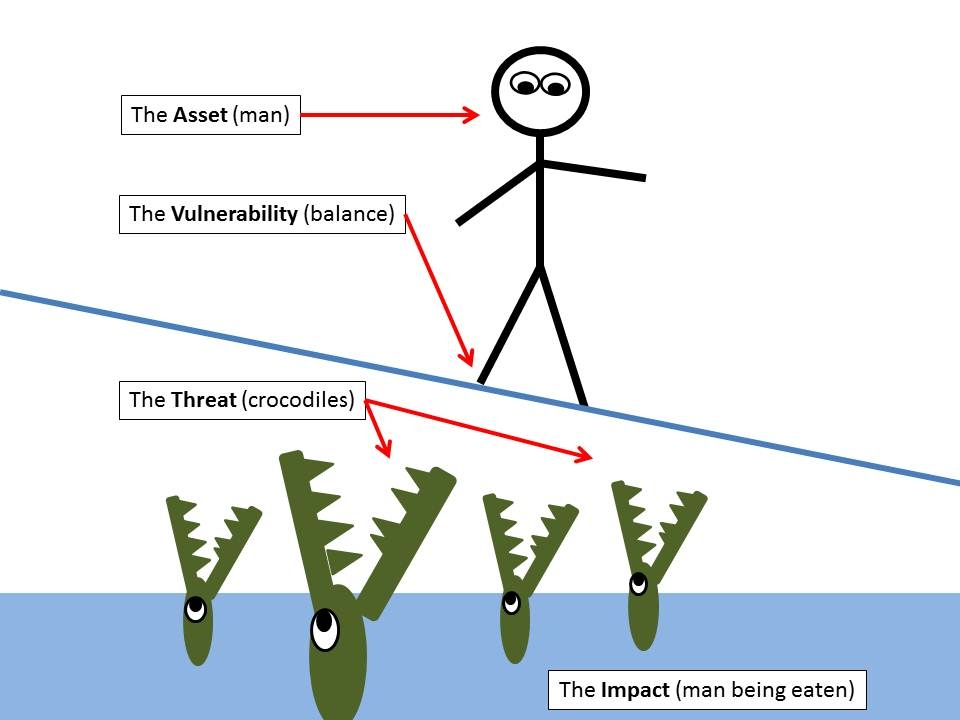 The Asset (man)
The Vulnerability (balance)
The Threat (crocodiles)
The Impact (man being eaten)